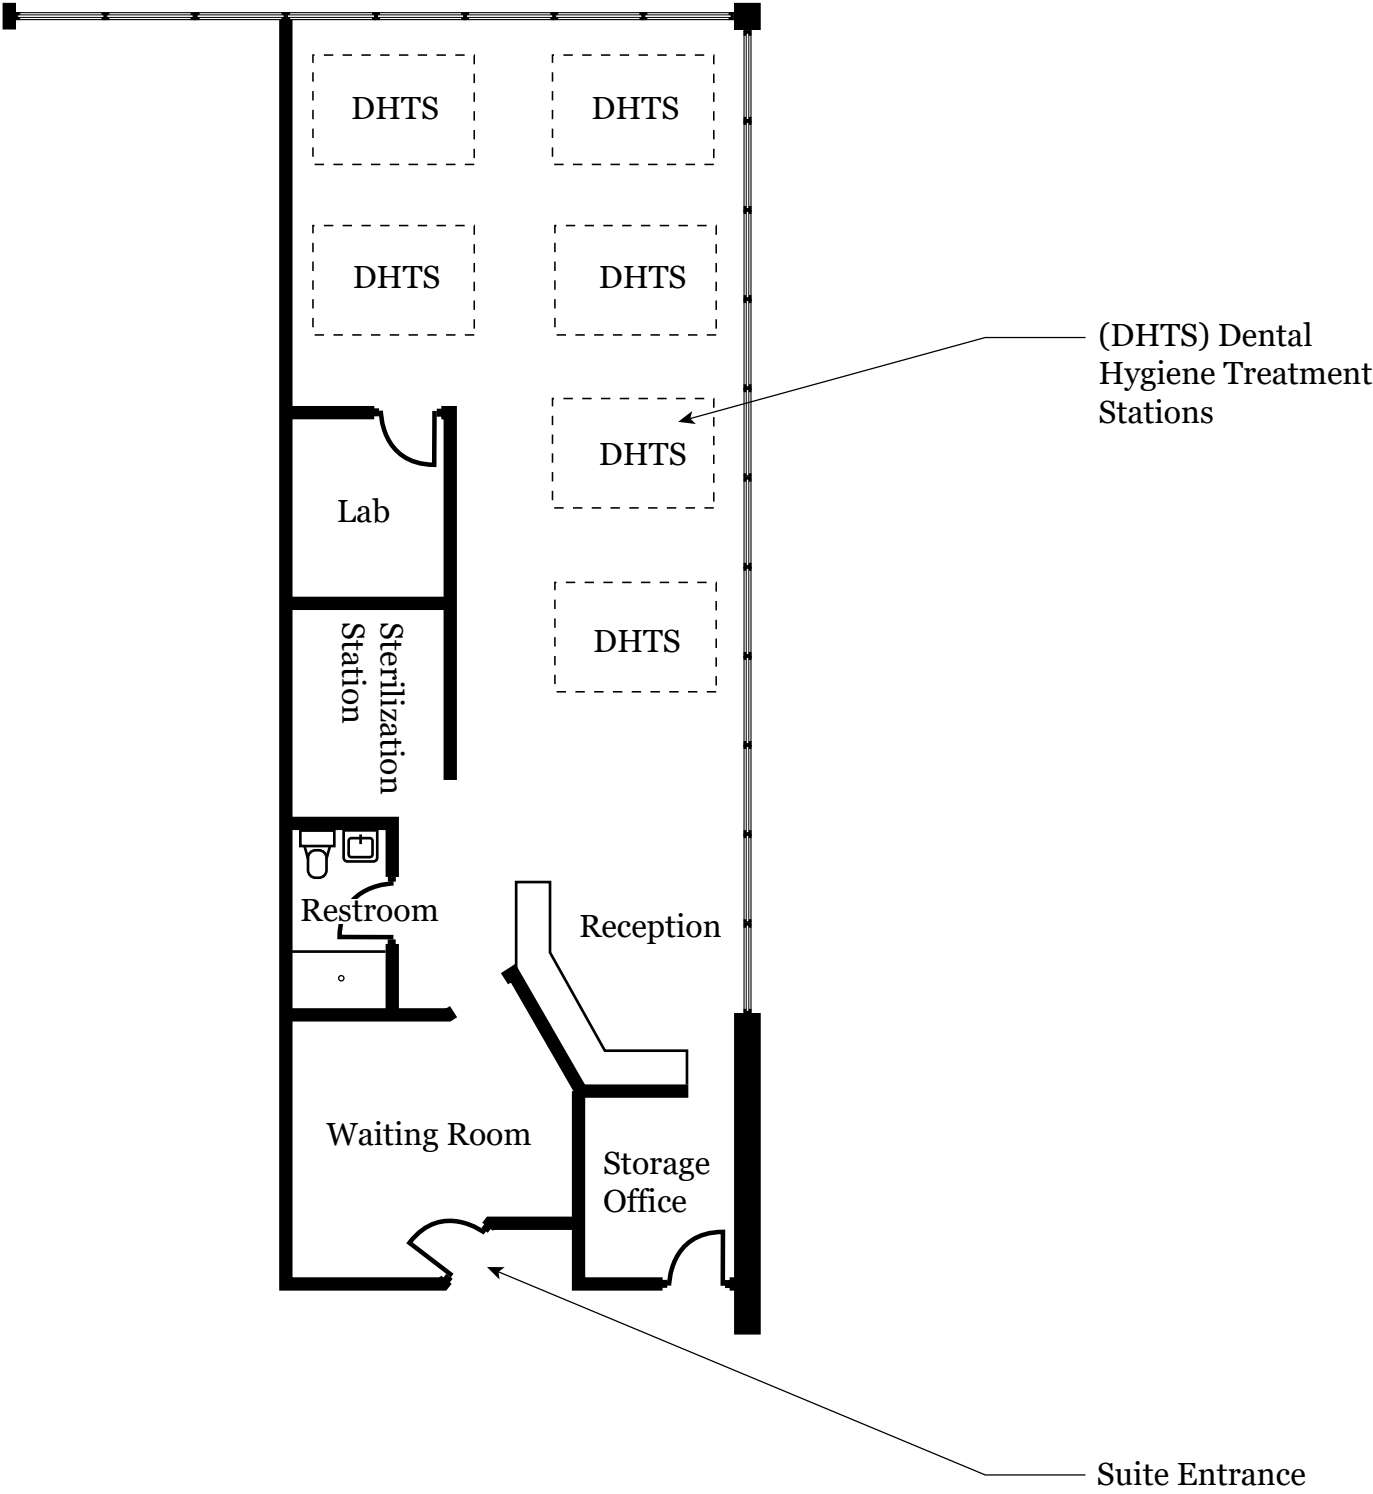 DHTS
DHTS
DHTS
DHTS
(DHTS) Dental
Hygiene Treatment
Stations
DHTS
Lab
DHTS
Sterilization
Station
Restroom
Reception
Waiting Room
Storage
Office
Suite Entrance